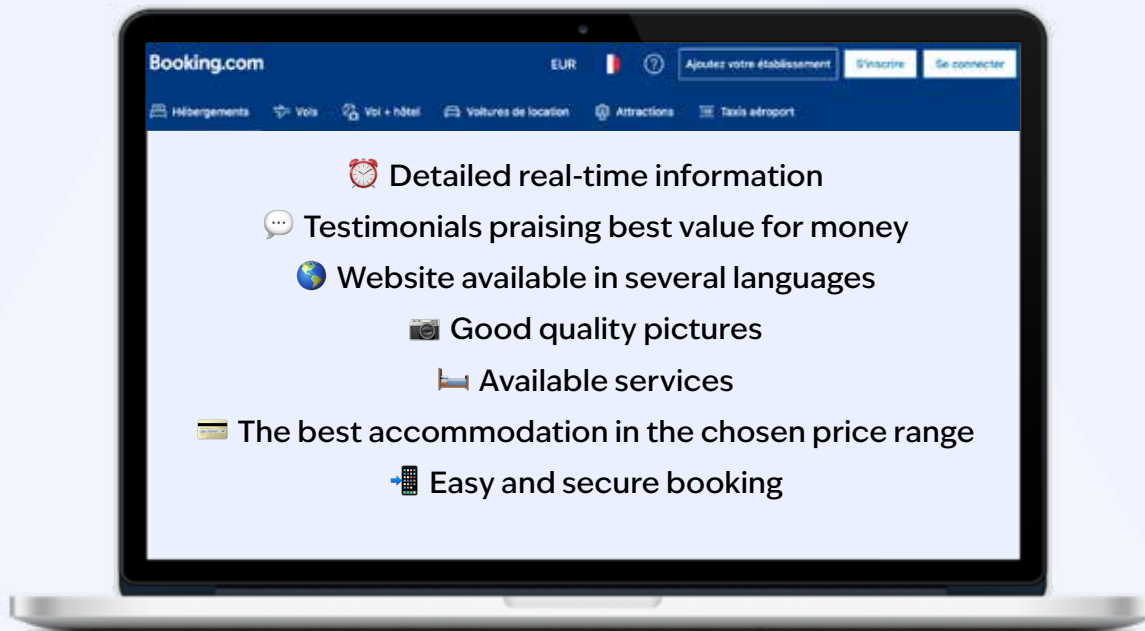 Booking.com
EUR
Ajoutez votre établissement
S'inscrire
Se connecter
Hébergements
Vols
Vol + hôtel
Voitures de location
Attractions
Taxis aéroport
Detailed real-time information
Testimonials praising best value for money
Website available in several languages
Good quality pictures
Available services
The best accommodation in the chosen price range
Easy and secure booking